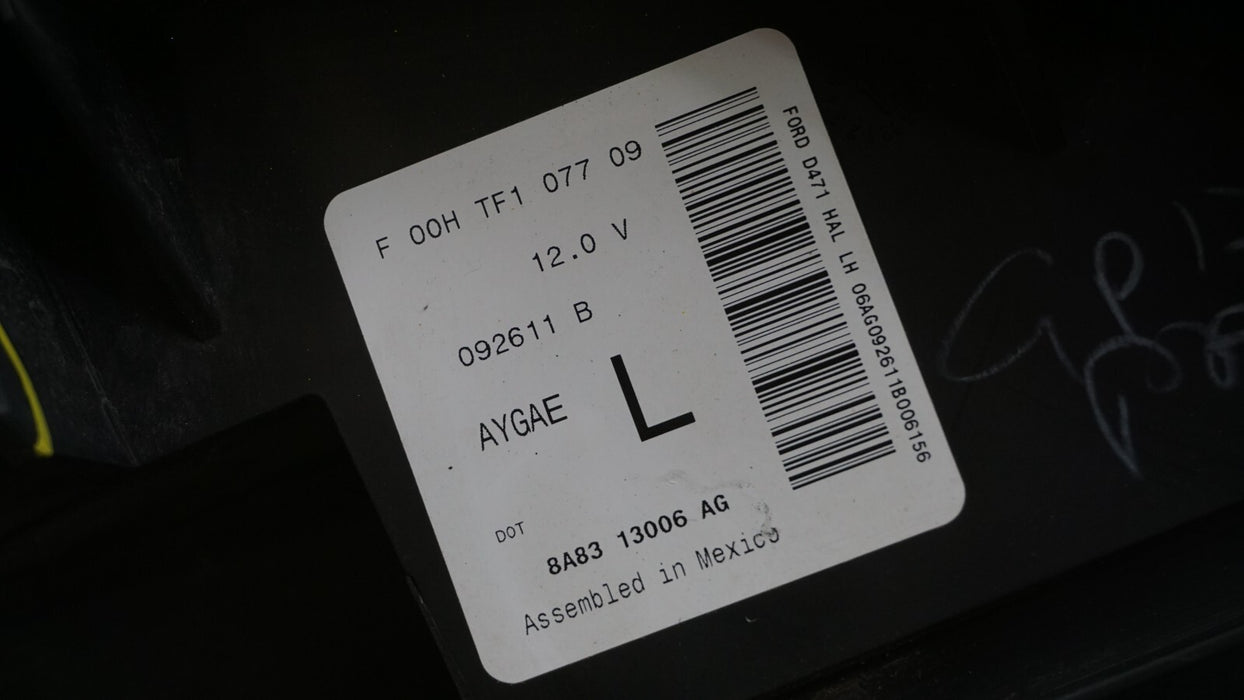 F 00H TF1 077 09
12.0 V
092611 B
AYGAE L
DOT
8A83 13006 AG
Assembled in Mexico
FORD D471 HAL LH 06AG092611B006156